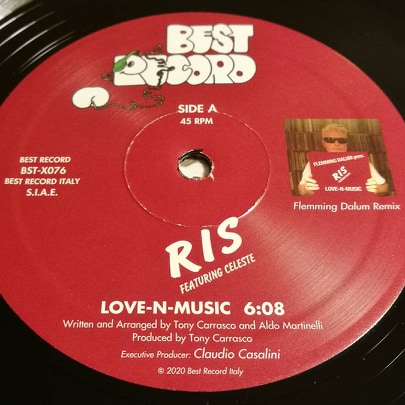 BEST
RECORD
SIDE A
45 RPM
BEST RECORD
BST-X076
BEST RECORD ITALY
S.I.A.E.
FLEMMING DALUM pres.
RIS
LOVE-N-MUSIC
Flemming Dalum Remix
RIS
FEATURING CELESTE
LOVE-N-MUSIC 6:08
Written and Arranged by Tony Carrasco and Aldo Martinelli
Produced by Tony Carrasco
Executive Producer: Claudio Casalini
© 2020 Best Record Italy